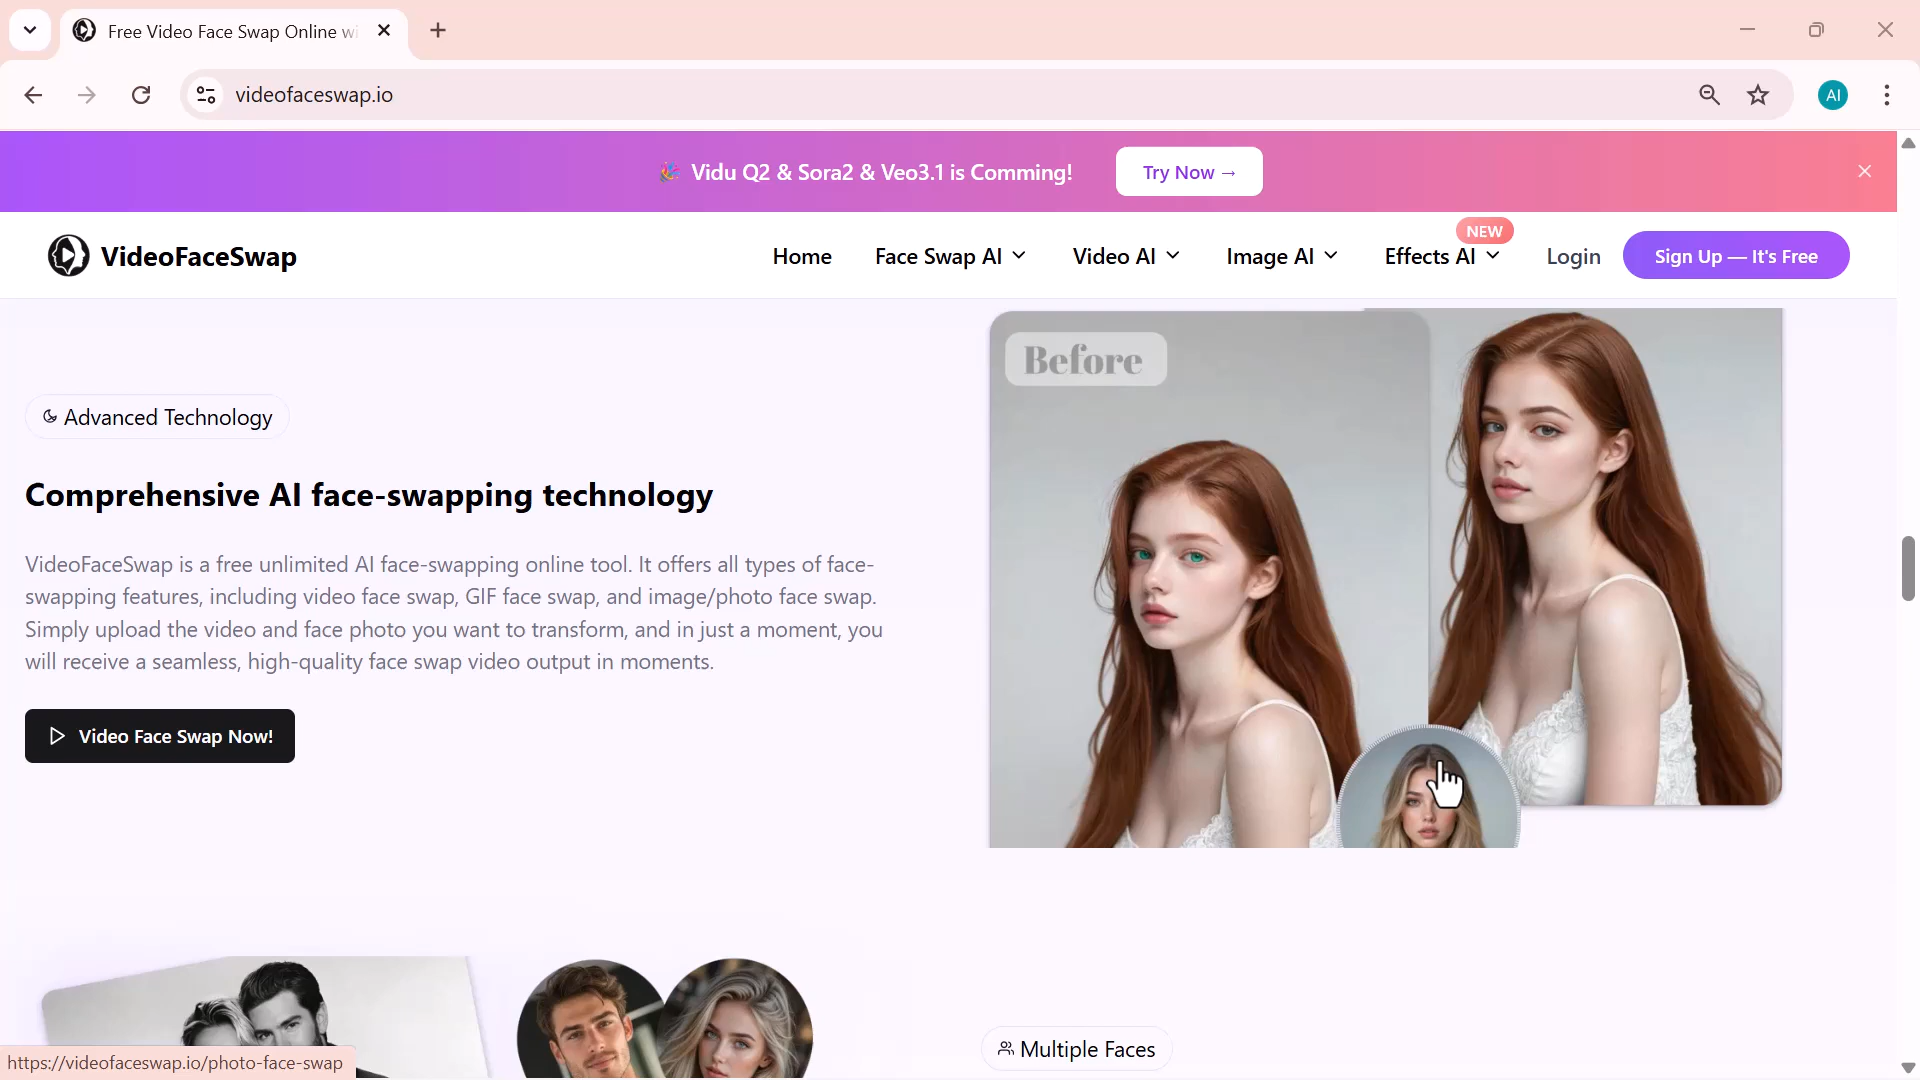 Free Video Face Swap Online wi
videofaceswap.io
AI
🎉 Vidu Q2 & Sora2 & Veo3.1 is Comming!
Try Now →
VideoFaceSwap
Home
Face Swap AI
Video AI
Image AI
Effects AI
NEW
Login
Sign Up — It's Free
Before
Advanced Technology
Comprehensive AI face-swapping technology
VideoFaceSwap is a free unlimited AI face-swapping online tool. It offers all types of face-
swapping features, including video face swap, GIF face swap, and image/photo face swap.
Simply upload the video and face photo you want to transform, and in just a moment, you
will receive a seamless, high-quality face swap video output in moments.
Video Face Swap Now!
Multiple Faces
https://videofaceswap.io/photo-face-swap